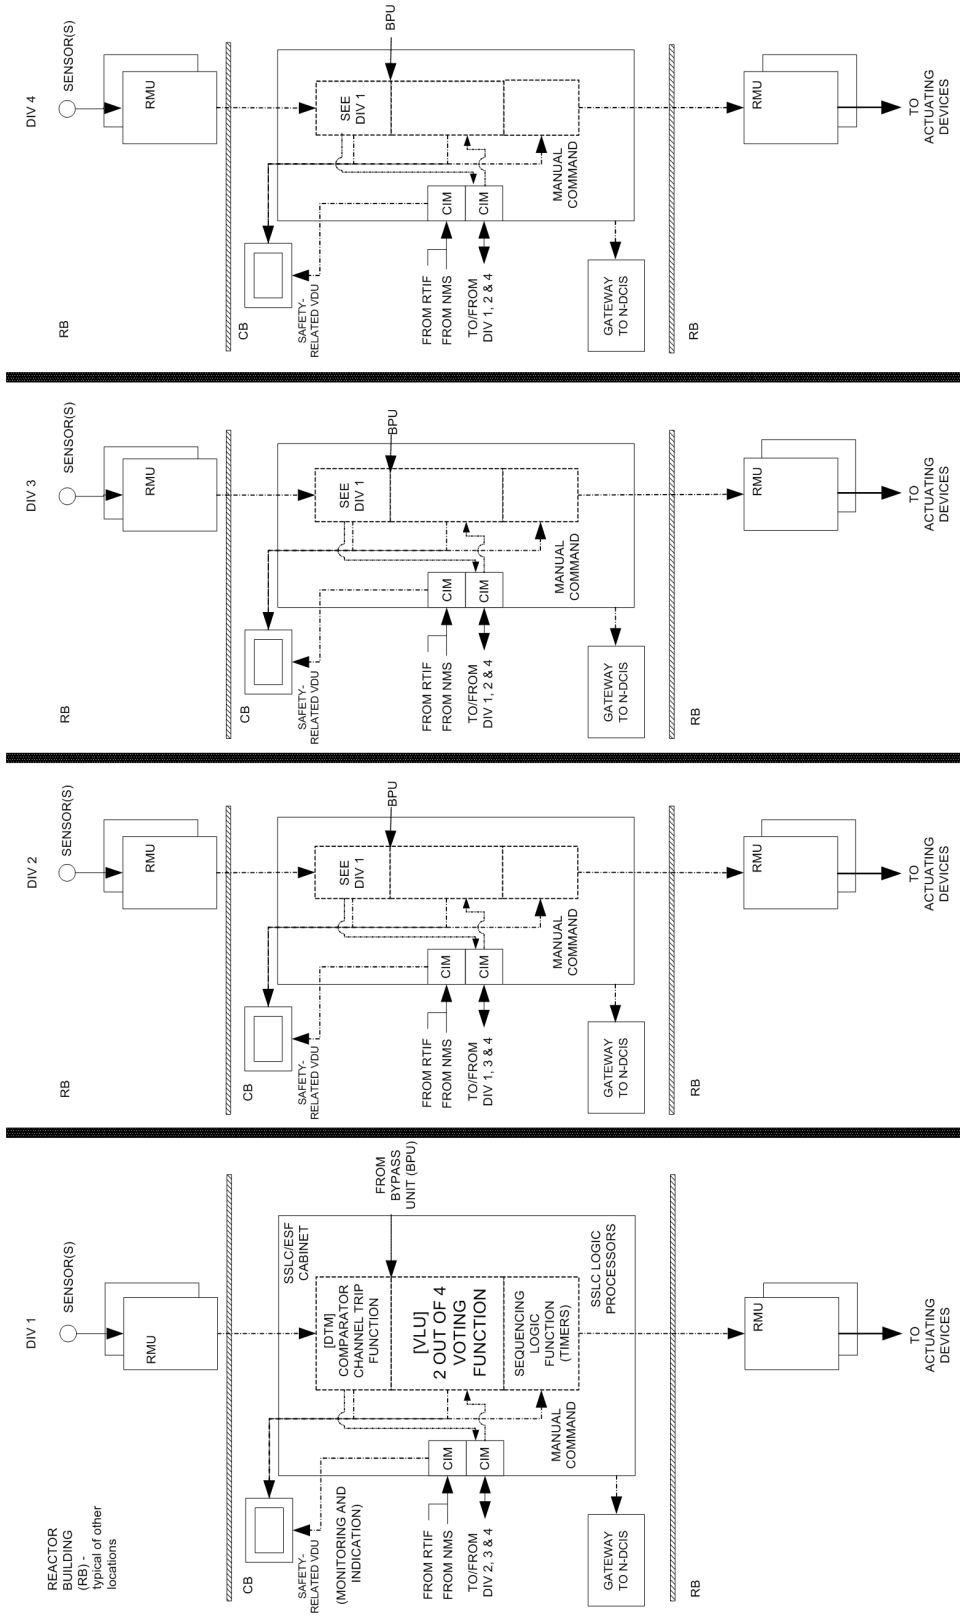 REACTOR
BUILDING
(RB) -
typical of other
locations
DIV 1
SENSOR(S)
RMU
CB
SAFETY-
RELATED VDU
(MONITORING AND
INDICATION)
SSLC/ESF
CABINET
[DTM]
COMPARATOR
CHANNEL TRIP
FUNCTION
FROM
BYPASS
UNIT (BPU)
[VLU]
2 OUT OF 4
VOTING
FUNCTION
FROM RTIF
FROM NMS
CIM
TO/FROM
DIV 2, 3 & 4
CIM
SEQUENCING
LOGIC
FUNCTION
(TIMERS)
MANUAL
COMMAND
SSLC LOGIC
PROCESSORS
GATEWAY
TO N-DCIS
RB
RMU
TO
ACTUATING
DEVICES
RB
DIV 2
SENSOR(S)
RMU
CB
SAFETY-
RELATED VDU
SEE
DIV 1
BPU
FROM RTIF
FROM NMS
CIM
TO/FROM
DIV 1, 3 & 4
CIM
MANUAL
COMMAND
GATEWAY
TO N-DCIS
RB
RMU
TO
ACTUATING
DEVICES
RB
DIV 3
SENSOR(S)
RMU
CB
SAFETY-
RELATED VDU
SEE
DIV 1
BPU
FROM RTIF
FROM NMS
CIM
TO/FROM
DIV 1, 2 & 4
CIM
MANUAL
COMMAND
GATEWAY
TO N-DCIS
RB
RMU
TO
ACTUATING
DEVICES
RB
DIV 4
SENSOR(S)
RMU
CB
SAFETY-
RELATED VDU
SEE
DIV 1
BPU
FROM RTIF
FROM NMS
CIM
TO/FROM
DIV 1, 2 & 4
CIM
MANUAL
COMMAND
GATEWAY
TO N-DCIS
RB
RMU
TO
ACTUATING
DEVICES